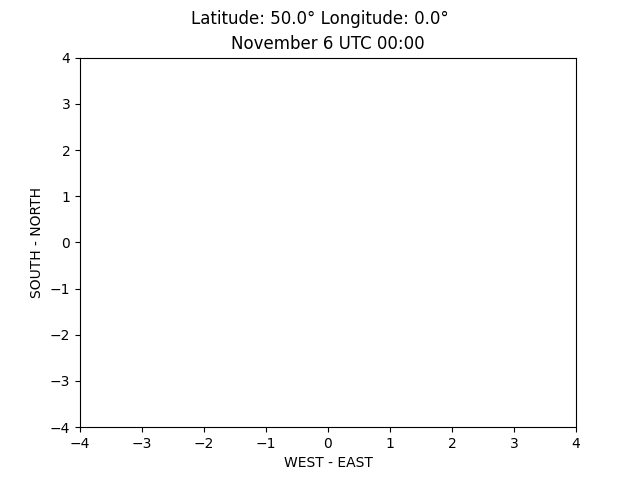 Latitude: 50.0° Longitude: 0.0°
November 6 UTC 00:00
4
3
2
1
0
−1
−2
−3
−4
SOUTH - NORTH
−4 −3 −2 −1 0 1 2 3 4
WEST - EAST